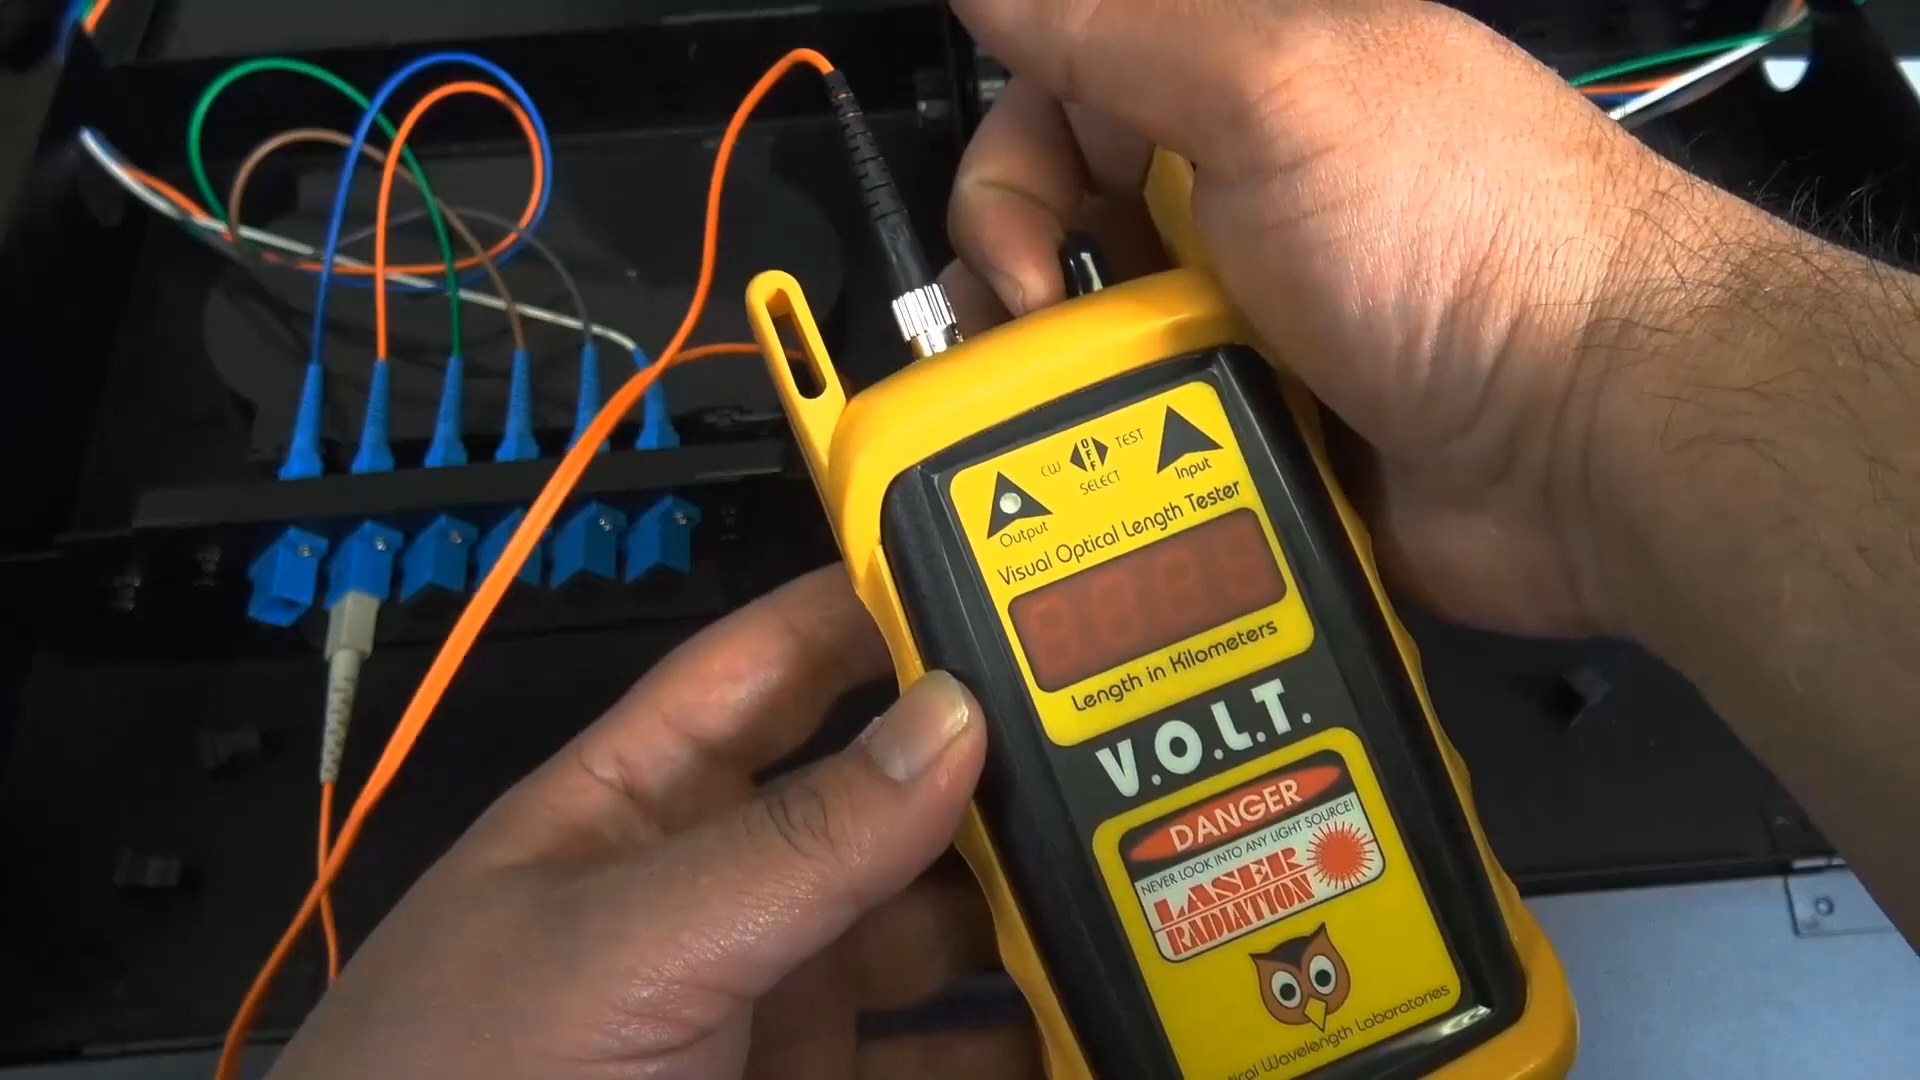 CW OFF TEST
SELECT
Output Input
Visual Optical Length Tester
Length in Kilometers
V.O.L.T.
DANGER
NEVER LOOK INTO ANY LIGHT SOURCE!
LASER
RADIATION
Wavelength Laboratories